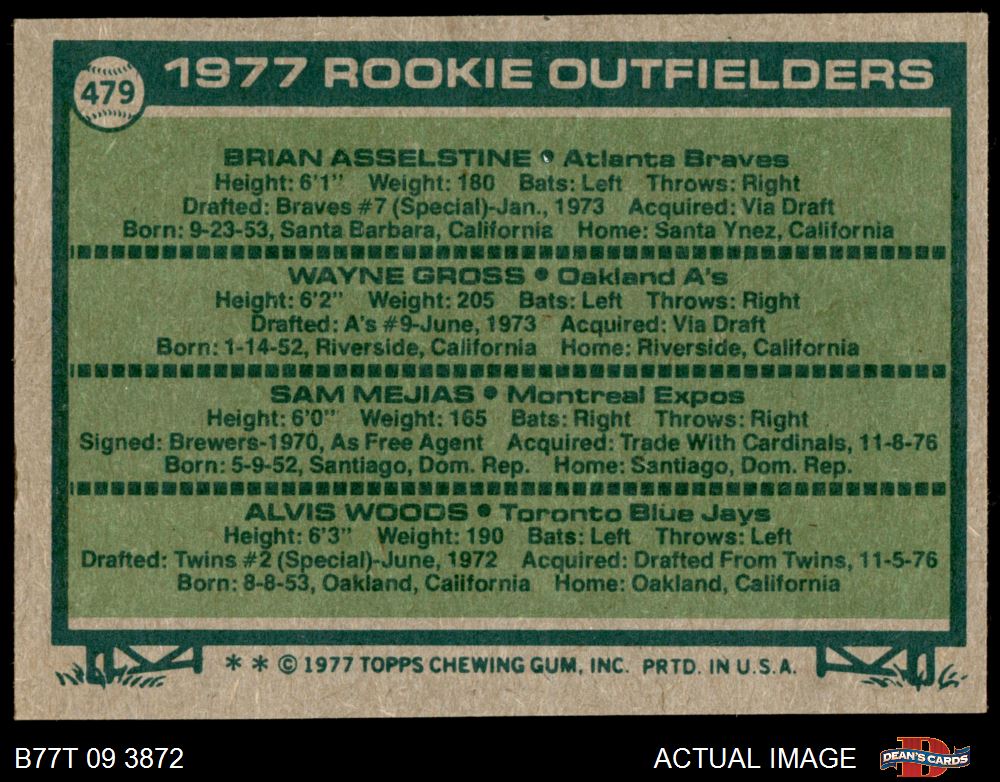 479
1977 ROOKIE OUTFIELDERS
BRIAN ASSELSTINE • Atlanta Braves
Height: 6'1" Weight: 180 Bats: Left Throws: Right
Drafted: Braves #7 (Special)-Jan., 1973 Acquired: Via Draft
Born: 9-23-53, Santa Barbara, California Home: Santa Ynez, California
WAYNE GROSS • Oakland A's
Height: 6'2" Weight: 205 Bats: Left Throws: Right
Drafted: A's #9-June, 1973 Acquired: Via Draft
Born: 1-14-52, Riverside, California Home: Riverside, California
SAM MEJIAS • Montreal Expos
Height: 6'0" Weight: 165 Bats: Right Throws: Right
Signed: Brewers-1970, As Free Agent Acquired: Trade With Cardinals, 11-8-76
Born: 5-9-52, Santiago, Dom. Rep. Home: Santiago, Dom. Rep.
ALVIS WOODS • Toronto Blue Jays
Height: 6'3" Weight: 190 Bats: Left Throws: Left
Drafted: Twins #2 (Special)-June, 1972 Acquired: Drafted From Twins, 11-5-76
Born: 8-8-53, Oakland, California Home: Oakland, California
* * © 1977 TOPPS CHEWING GUM, INC. PRTD. IN U.S.A.
B77T 09 3872 ACTUAL IMAGE
DEAN'S CARDS